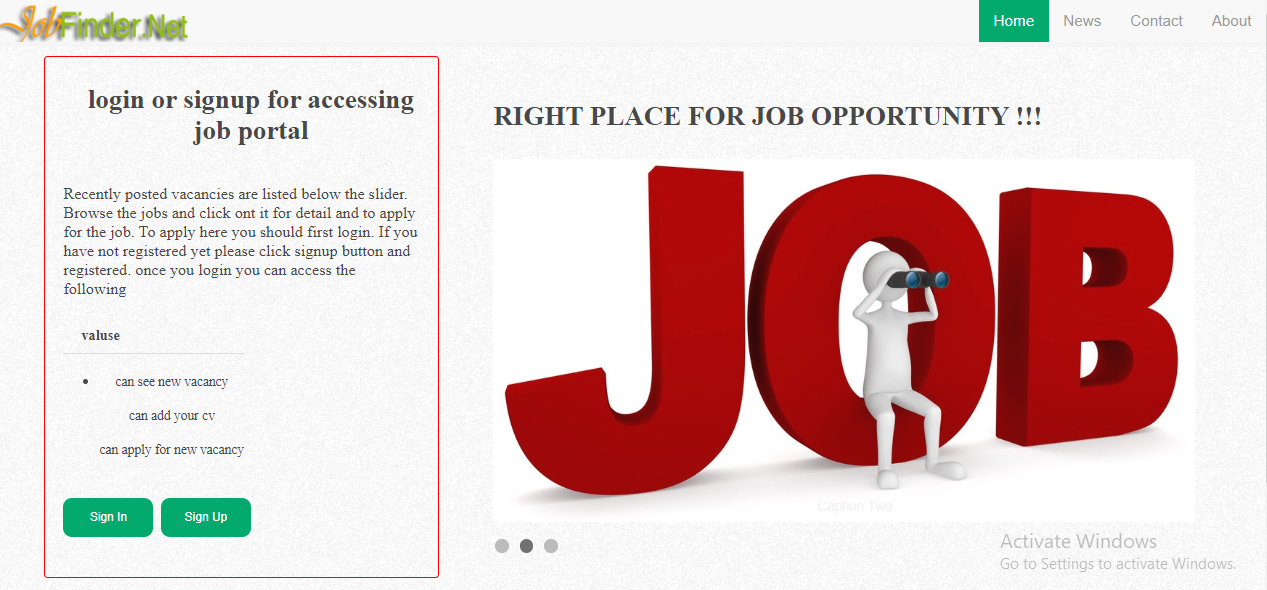 JobFinder.Net
Home News Contact About
login or signup for accessing
job portal
Recently posted vacancies are listed below the slider.
Browse the jobs and click ont it for detail and to apply
for the job. To apply here you should first login. If you
have not registered yet please click signup button and
registered. once you login you can access the
following
valuse
can see new vacancy
can add your cv
can apply for new vacancy
Sign In Sign Up
RIGHT PLACE FOR JOB OPPORTUNITY !!!
JOB
Caption Two
Activate Windows
Go to Settings to activate Windows.